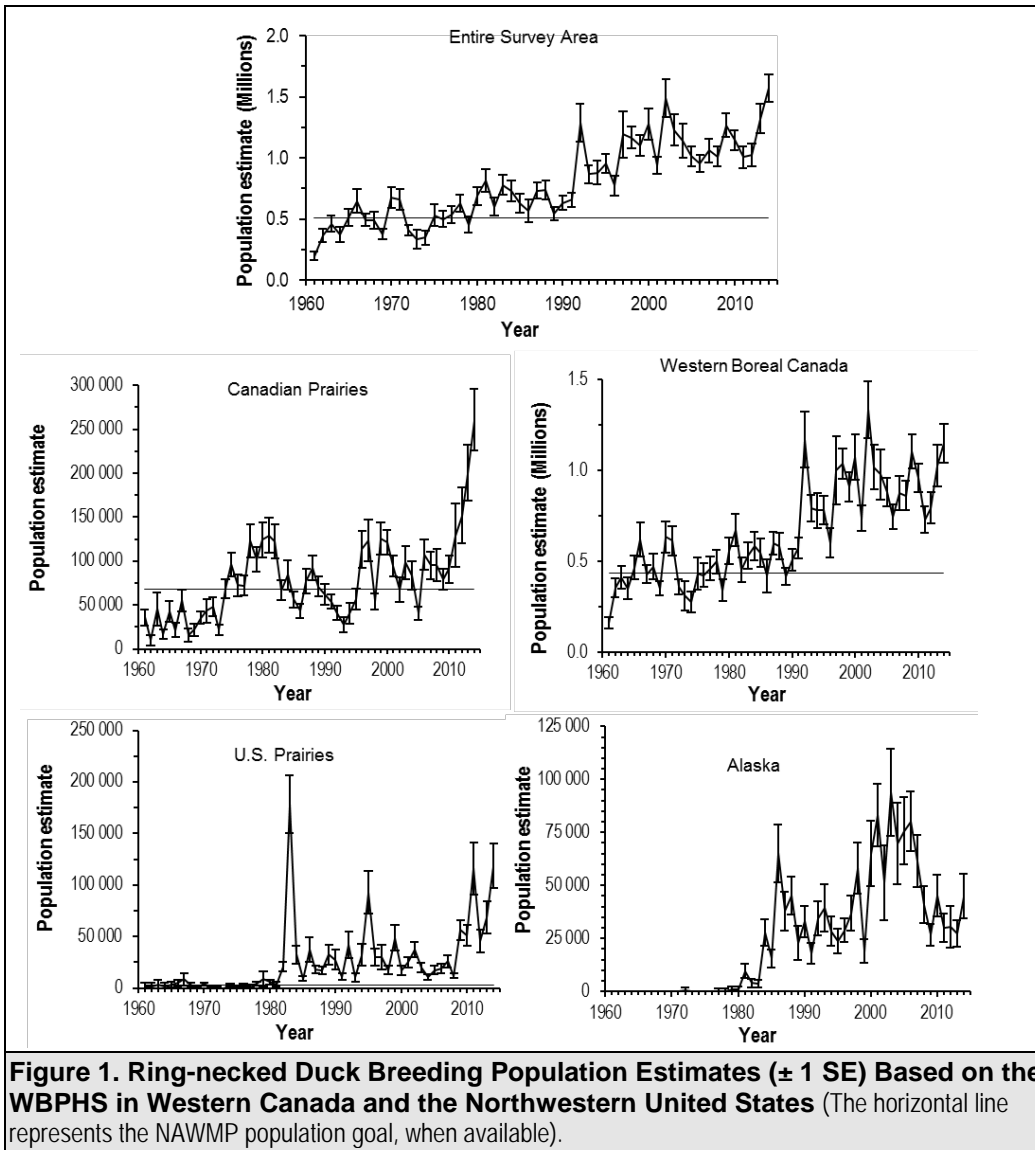 Entire Survey Area
Population estimate (Millions)
2.0
1.5
1.0
0.5
0.0
1960 1970 1980 1990 2000 2010
Year
Canadian Prairies
Population estimate
300 000
250 000
200 000
150 000
100 000
50 000
0
1960 1970 1980 1990 2000 2010
Year
Western Boreal Canada
Population estimate (Millions)
1.5
1.0
0.5
0.0
1960 1970 1980 1990 2000 2010
Year
U.S. Prairies
Population estimate
250 000
200 000
150 000
100 000
50 000
0
1960 1970 1980 1990 2000 2010
Year
Alaska
Population estimate
125 000
100 000
75 000
50 000
25 000
0
1960 1970 1980 1990 2000 2010
Year
Figure 1. Ring-necked Duck Breeding Population Estimates (± 1 SE) Based on the
WBPHS in Western Canada and the Northwestern United States (The horizontal line
represents the NAWMP population goal, when available).